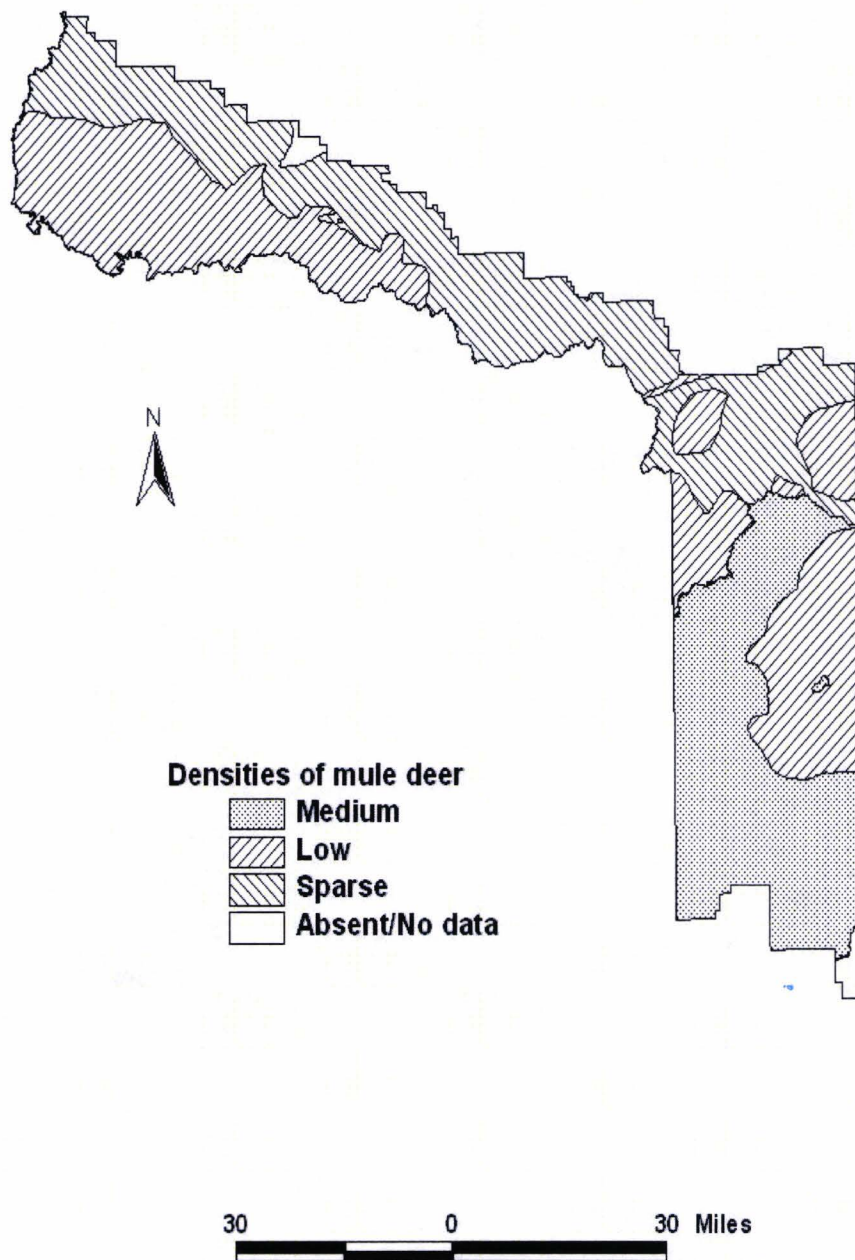 N
Densities of mule deer
Medium
Low
Sparse
Absent/No data
30 0 30 Miles